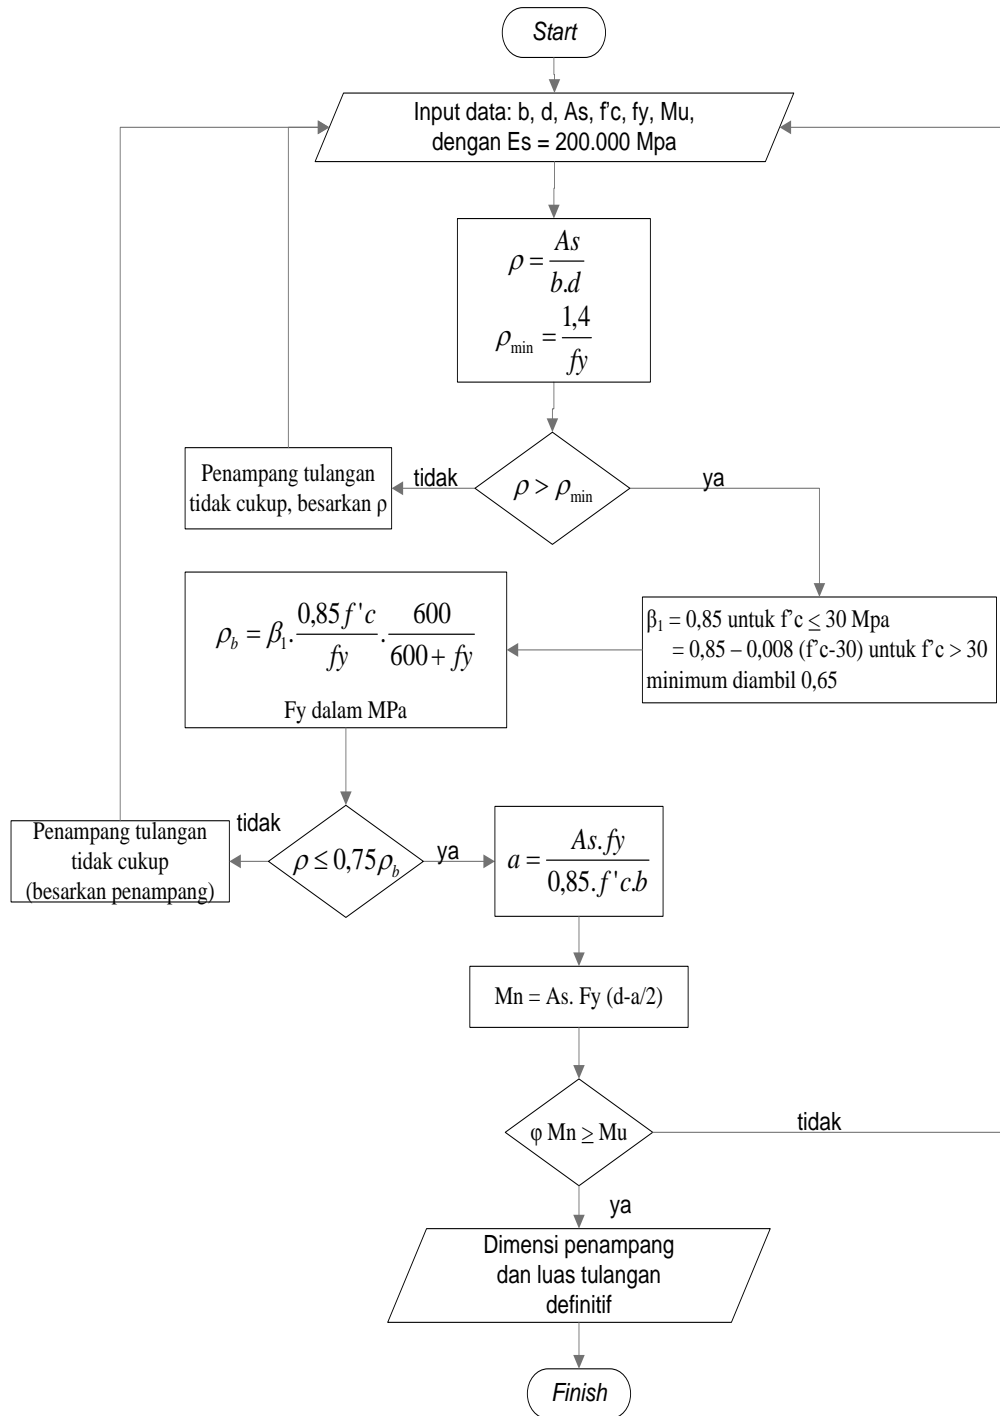 Start
Input data: b, d, As, f'c, fy, Mu,
dengan Es = 200.000 Mpa
ρ = As / b.d
ρmin = 1,4 / fy
ρ > ρmin
tidak
ya
Penampang tulangan
tidak cukup, besarkan ρ
β1 = 0,85 untuk f'c ≤ 30 Mpa
= 0,85 – 0,008 (f'c-30) untuk f'c > 30
minimum diambil 0,65
ρb = β1. 0,85 f 'c / fy . 600 / 600 + fy
Fy dalam MPa
ρ ≤ 0,75ρb
tidak
ya
Penampang tulangan
tidak cukup
(besarkan penampang)
a = As. fy / 0,85. f 'c.b
Mn = As. Fy (d-a/2)
φ Mn ≥ Mu
tidak
ya
Dimensi penampang
dan luas tulangan
definitif
Finish